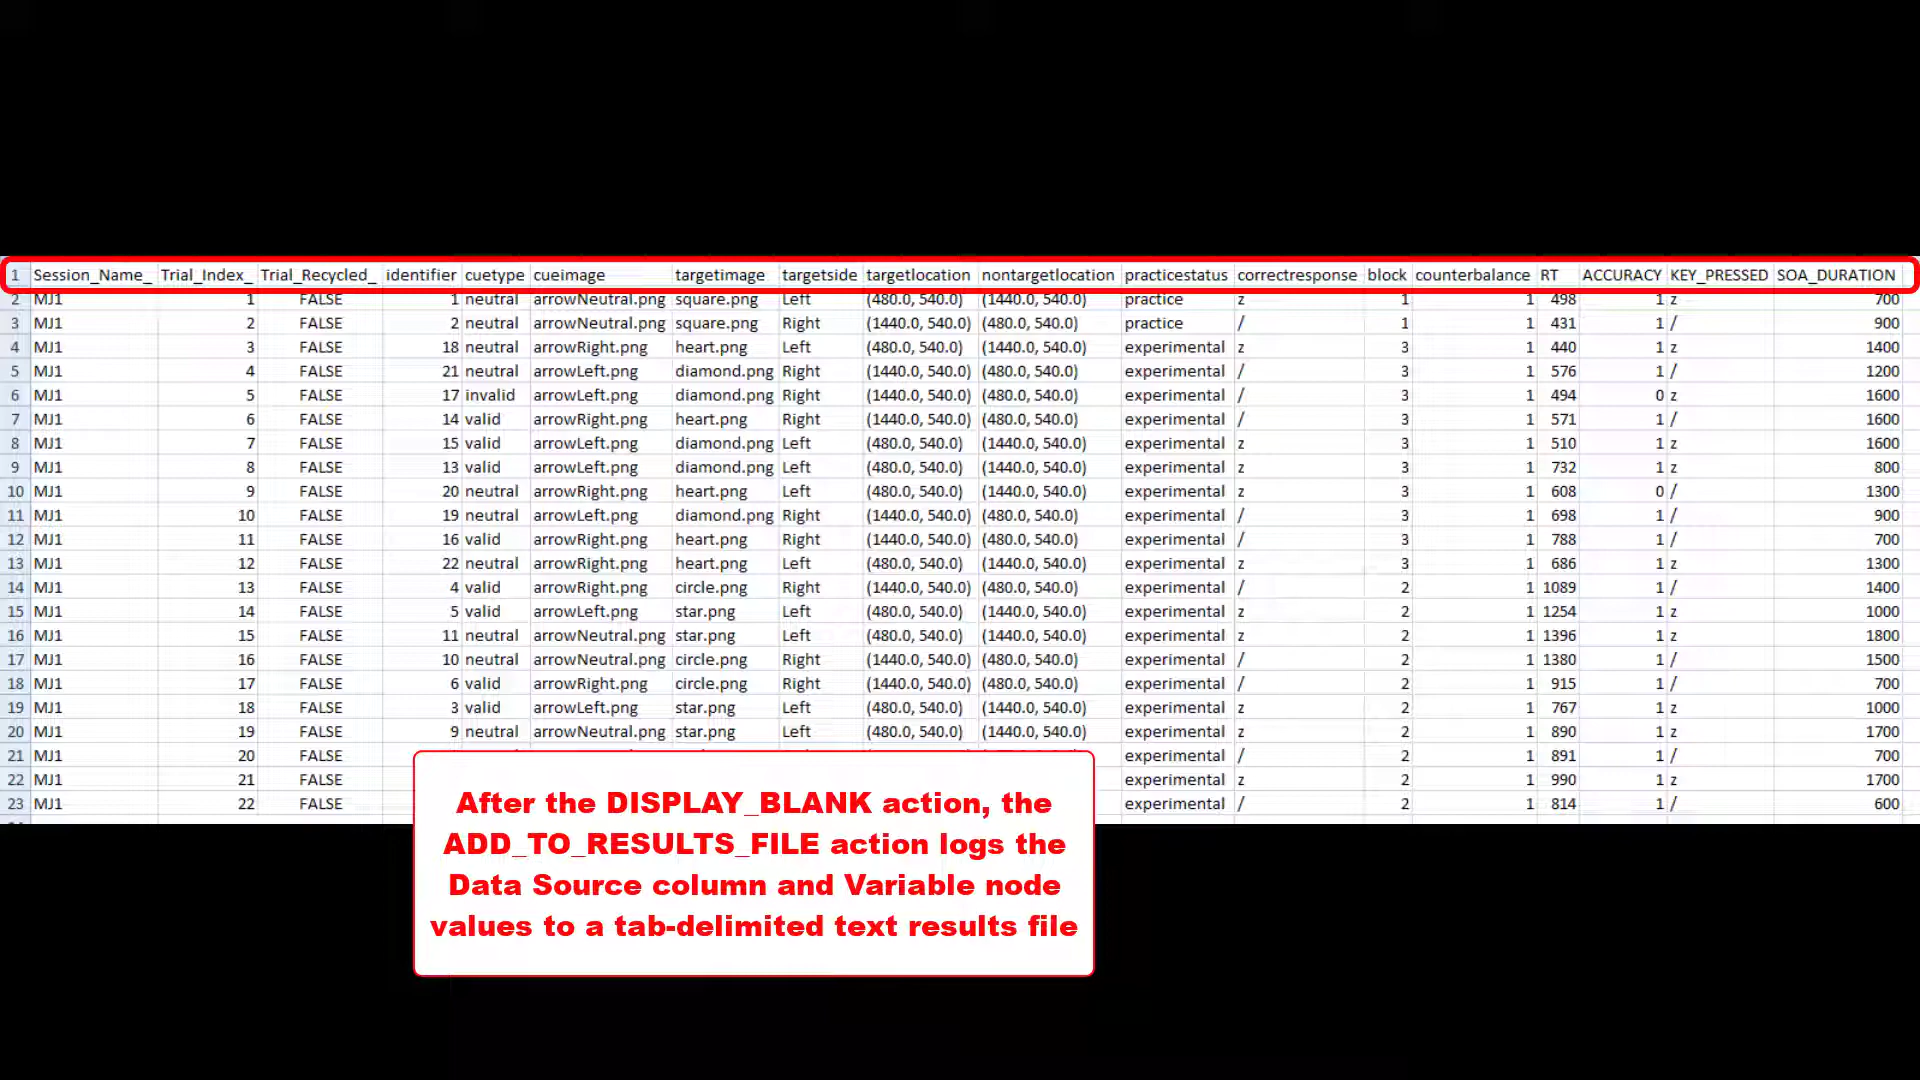 1 Session_Name_ Trial_Index_ Trial_Recycled_ identifier cuetype cueimage targetimage targetside targetlocation nontargetlocation practicestatus correctresponse block counterbalance RT ACCURACY KEY_PRESSED SOA_DURATION
2 MJ1 1 FALSE 1 neutral arrowNeutral.png square.png Left (480.0, 540.0) (1440.0, 540.0) practice z 1 1 498 1 z 700
3 MJ1 2 FALSE 2 neutral arrowNeutral.png square.png Right (1440.0, 540.0) (480.0, 540.0) practice / 1 1 431 1 / 900
4 MJ1 3 FALSE 18 neutral arrowRight.png heart.png Left (480.0, 540.0) (1440.0, 540.0) experimental z 3 1 440 1 z 1400
5 MJ1 4 FALSE 21 neutral arrowLeft.png diamond.png Right (1440.0, 540.0) (480.0, 540.0) experimental / 3 1 576 1 / 1200
6 MJ1 5 FALSE 17 invalid arrowLeft.png diamond.png Right (1440.0, 540.0) (480.0, 540.0) experimental / 3 1 494 0 z 1600
7 MJ1 6 FALSE 14 valid arrowRight.png heart.png Right (1440.0, 540.0) (480.0, 540.0) experimental / 3 1 571 1 / 1600
8 MJ1 7 FALSE 15 valid arrowLeft.png diamond.png Left (480.0, 540.0) (1440.0, 540.0) experimental z 3 1 510 1 z 1600
9 MJ1 8 FALSE 13 valid arrowLeft.png diamond.png Left (480.0, 540.0) (1440.0, 540.0) experimental z 3 1 732 1 z 800
10 MJ1 9 FALSE 20 neutral arrowRight.png heart.png Left (480.0, 540.0) (1440.0, 540.0) experimental z 3 1 608 0 / 1300
11 MJ1 10 FALSE 19 neutral arrowLeft.png diamond.png Right (1440.0, 540.0) (480.0, 540.0) experimental / 3 1 698 1 / 900
12 MJ1 11 FALSE 16 valid arrowRight.png heart.png Right (1440.0, 540.0) (480.0, 540.0) experimental / 3 1 788 1 / 700
13 MJ1 12 FALSE 22 neutral arrowRight.png heart.png Left (480.0, 540.0) (1440.0, 540.0) experimental z 3 1 686 1 z 1300
14 MJ1 13 FALSE 4 valid arrowRight.png circle.png Right (1440.0, 540.0) (480.0, 540.0) experimental / 2 1 1089 1 / 1400
15 MJ1 14 FALSE 5 valid arrowLeft.png star.png Left (480.0, 540.0) (1440.0, 540.0) experimental z 2 1 1254 1 z 1000
16 MJ1 15 FALSE 11 neutral arrowNeutral.png star.png Left (480.0, 540.0) (1440.0, 540.0) experimental z 2 1 1396 1 z 1800
17 MJ1 16 FALSE 10 neutral arrowNeutral.png circle.png Right (1440.0, 540.0) (480.0, 540.0) experimental / 2 1 1380 1 / 1500
18 MJ1 17 FALSE 6 valid arrowRight.png circle.png Right (1440.0, 540.0) (480.0, 540.0) experimental / 2 1 915 1 / 700
19 MJ1 18 FALSE 3 valid arrowLeft.png star.png Left (480.0, 540.0) (1440.0, 540.0) experimental z 2 1 767 1 z 1000
20 MJ1 19 FALSE 9 neutral arrowNeutral.png star.png Left (480.0, 540.0) (1440.0, 540.0) experimental z 2 1 890 1 z 1700
21 MJ1 20 FALSE experimental / 2 1 891 1 / 700
22 MJ1 21 FALSE experimental z 2 1 990 1 z 1700
23 MJ1 22 FALSE experimental / 2 1 814 1 / 600
After the DISPLAY_BLANK action, the
ADD_TO_RESULTS_FILE action logs the
Data Source column and Variable node
values to a tab-delimited text results file